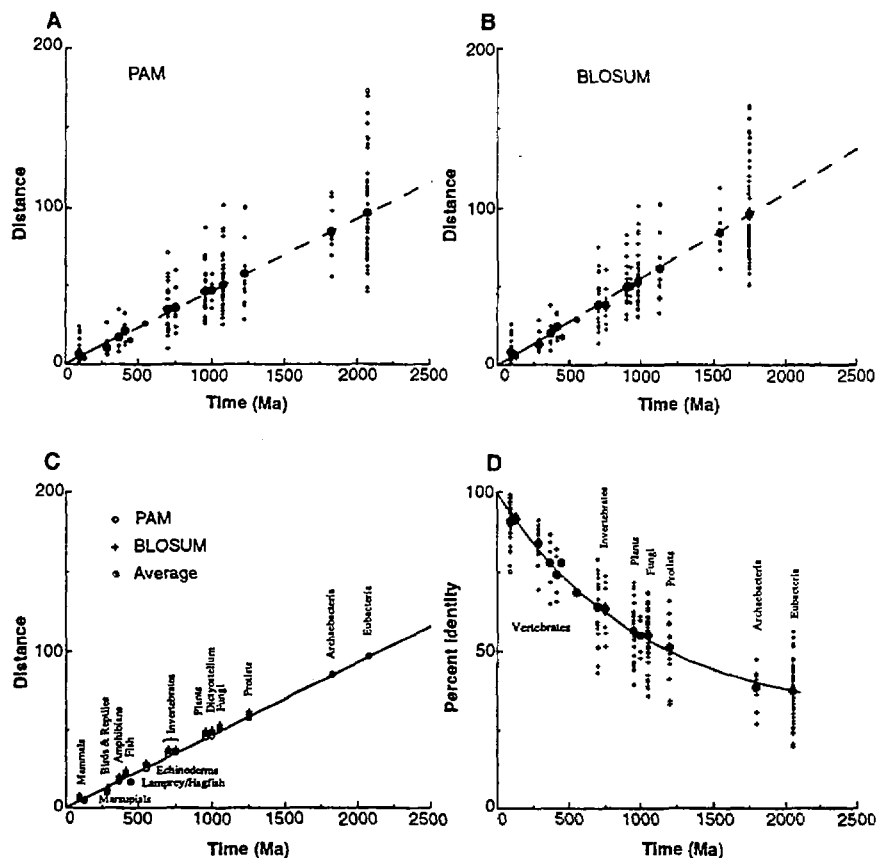 A
200
PAM
Distance
100
0
0 500 1000 1500 2000 2500
Time (Ma)
B
200
BLOSUM
Distance
100
0
0 500 1000 1500 2000 2500
Time (Ma)
C
200
PAM
BLOSUM
Average
Distance
100
0
Mammals
Birds & Reptiles
Amphibians
Fish
} Invertebrates
Plants
Dictyostelium
Fungi
Protists
Archaebacteria
Eubacteria
Echinoderms
Lamprey/Hagfish
Marsupials
0 500 1000 1500 2000 2500
Time (Ma)
D
100
Percent Identity
50
0
Vertebrates
Invertebrates
Plants
Fungi
Protists
Archaebacteria
Eubacteria
0 500 1000 1500 2000 2500
Time (Ma)